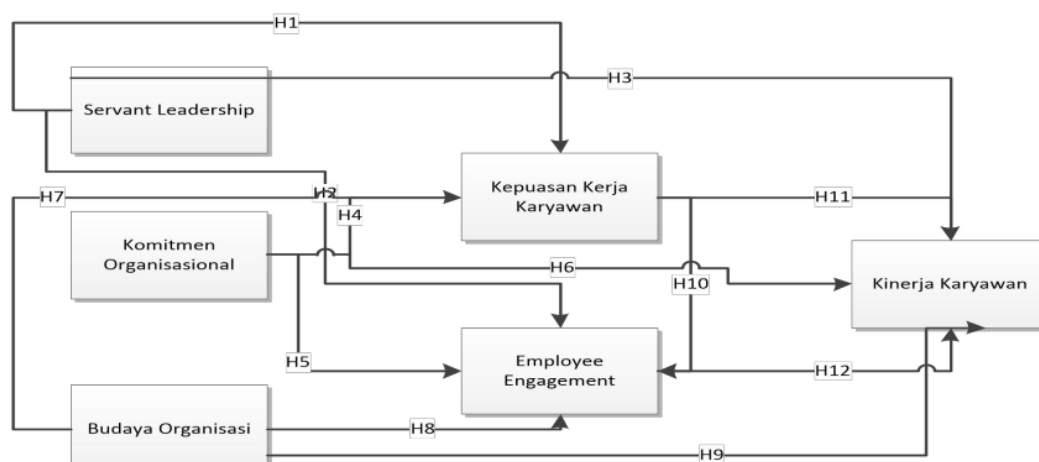 H1
H3
Servant Leadership
H7
H2
Kepuasan Kerja
Karyawan
H11
H4
Komitmen
Organisasional
H6
H10
Kinerja Karyawan
H5
Employee
Engagement
H12
Budaya Organisasi
H8
H9